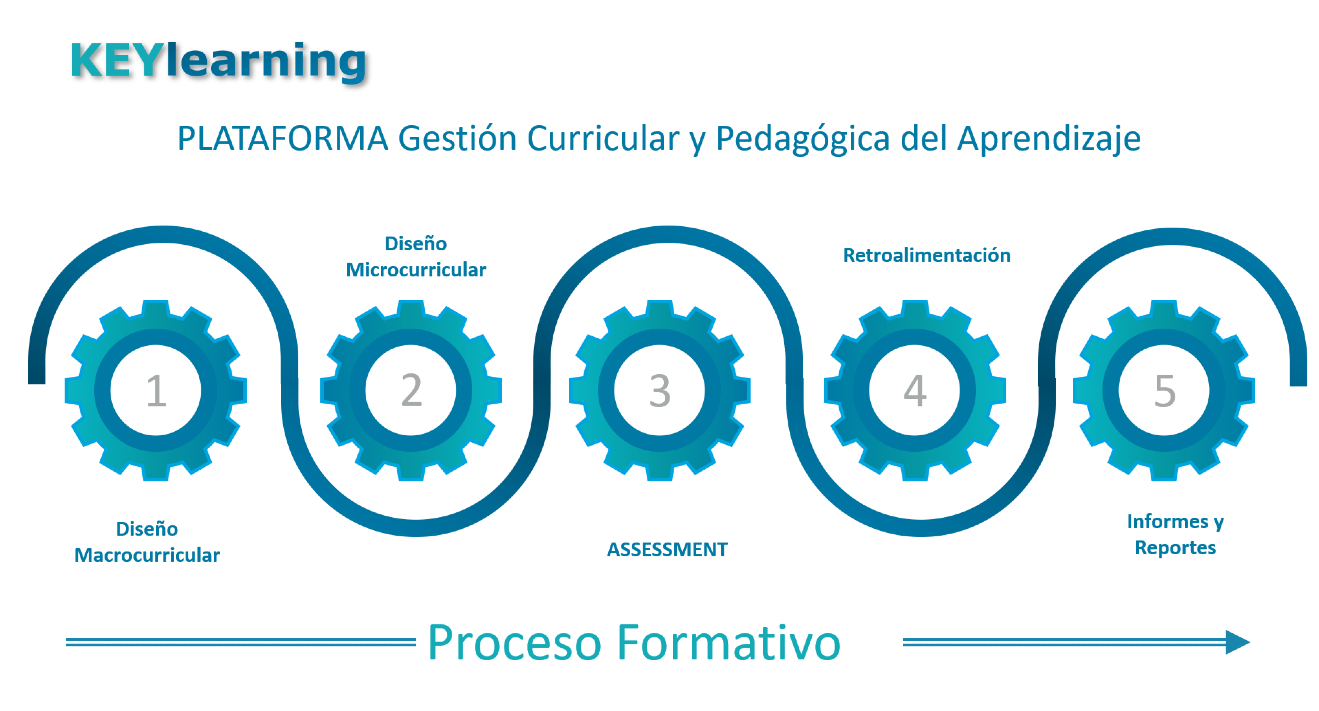 KEYlearning
PLATAFORMA Gestión Curricular y Pedagógica del Aprendizaje
1
Diseño
Macrocurricular
Diseño
Microcurricular
2
3
ASSESSMENT
Retroalimentación
4
5
Informes y
Reportes
Proceso Formativo